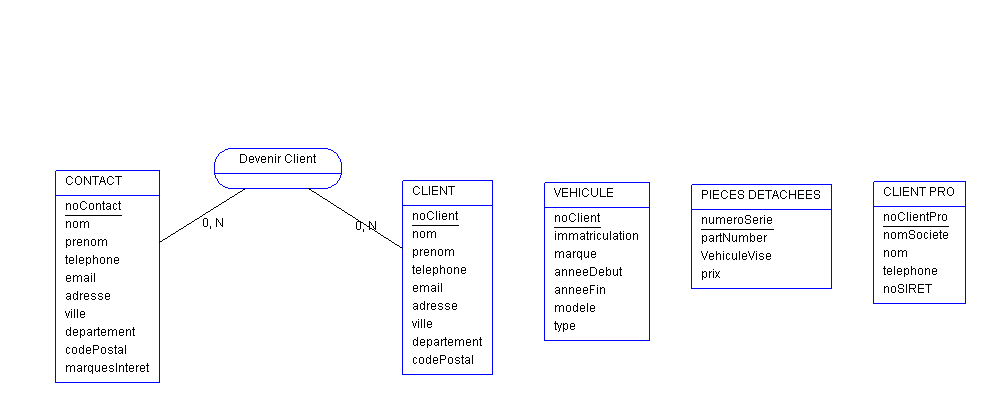 Devenir Client
0, N
0, N
CONTACT
noContact
nom
prenom
telephone
email
adresse
ville
departement
codePostal
marquesInteret
CLIENT
noClient
nom
prenom
telephone
email
adresse
ville
departement
codePostal
VEHICULE
noClient
immatriculation
marque
anneeDebut
anneeFin
modele
type
PIECES DETACHEES
numeroSerie
partNumber
VehiculeVise
prix
CLIENT PRO
noClientPro
nomSociete
nom
telephone
noSIRET